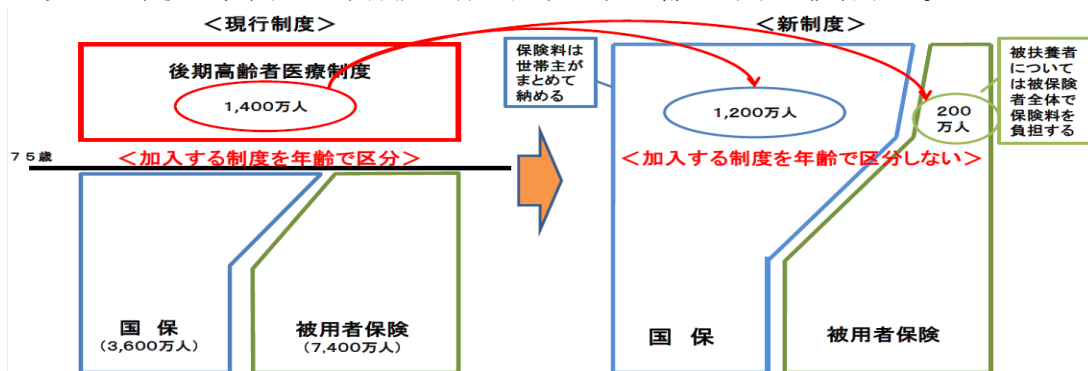 ＜現行制度＞
後期高齢者医療制度
1,400万人
７５歳
＜加入する制度を年齢で区分＞
国 保
（3,600万人）
被用者保険
（7,400万人）
＜新制度＞
保険料は
世帯主が
まとめて
納める
1,200万人
200
万人
被扶養者
について
は被保険
者全体で
保険料を
負担する
＜加入する制度を年齢で区分しない＞
国 保
被用者保険